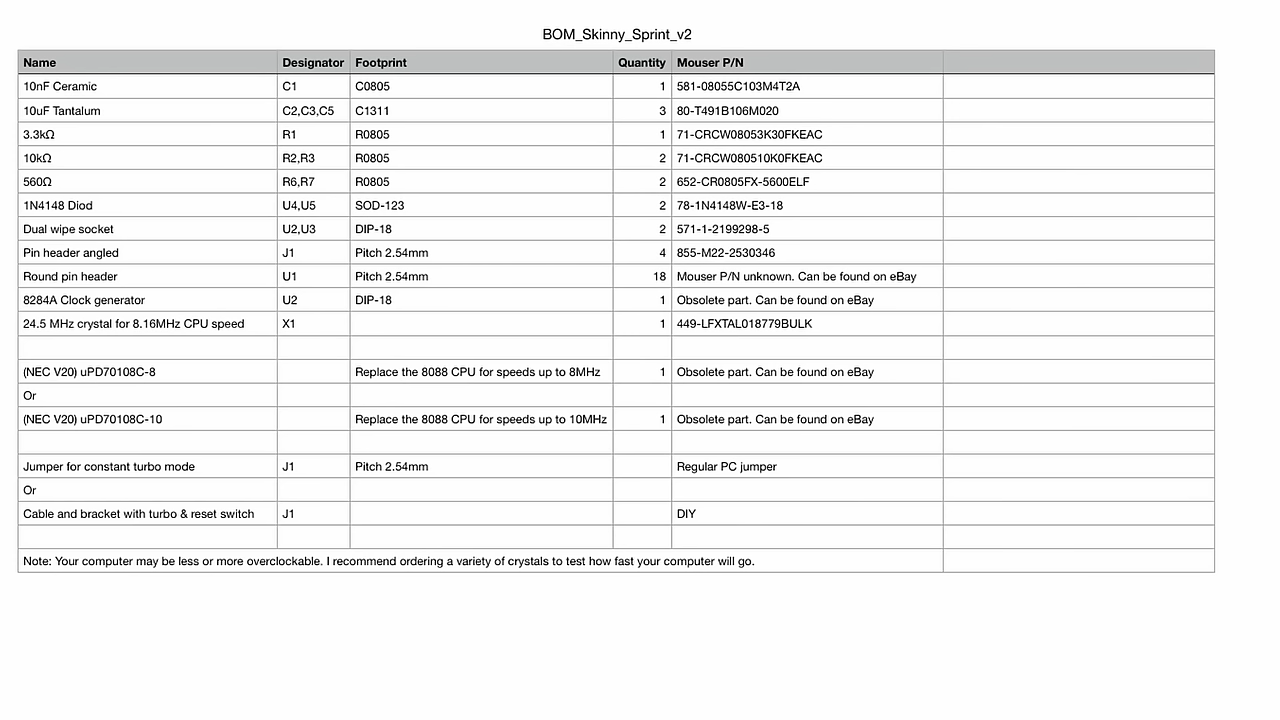 BOM_Skinny_Sprint_v2
Name Designator Footprint Quantity Mouser P/N
10nF Ceramic C1 C0805 1 581-08055C103M4T2A
10uF Tantalum C2,C3,C5 C1311 3 80-T491B106M020
3.3kΩ R1 R0805 1 71-CRCW08053K30FKEAC
10kΩ R2,R3 R0805 2 71-CRCW080510K0FKEAC
560Ω R6,R7 R0805 2 652-CR0805FX-5600ELF
1N4148 Diod U4,U5 SOD-123 2 78-1N4148W-E3-18
Dual wipe socket U2,U3 DIP-18 2 571-1-2199298-5
Pin header angled J1 Pitch 2.54mm 4 855-M22-2530346
Round pin header U1 Pitch 2.54mm 18 Mouser P/N unknown. Can be found on eBay
8284A Clock generator U2 DIP-18 1 Obsolete part. Can be found on eBay
24.5 MHz crystal for 8.16MHz CPU speed X1 1 449-LFXTAL018779BULK
(NEC V20) uPD70108C-8 Replace the 8088 CPU for speeds up to 8MHz 1 Obsolete part. Can be found on eBay
Or
(NEC V20) uPD70108C-10 Replace the 8088 CPU for speeds up to 10MHz 1 Obsolete part. Can be found on eBay
Jumper for constant turbo mode J1 Pitch 2.54mm Regular PC jumper
Or
Cable and bracket with turbo & reset switch J1 DIY
Note: Your computer may be less or more overclockable. I recommend ordering a variety of crystals to test how fast your computer will go.